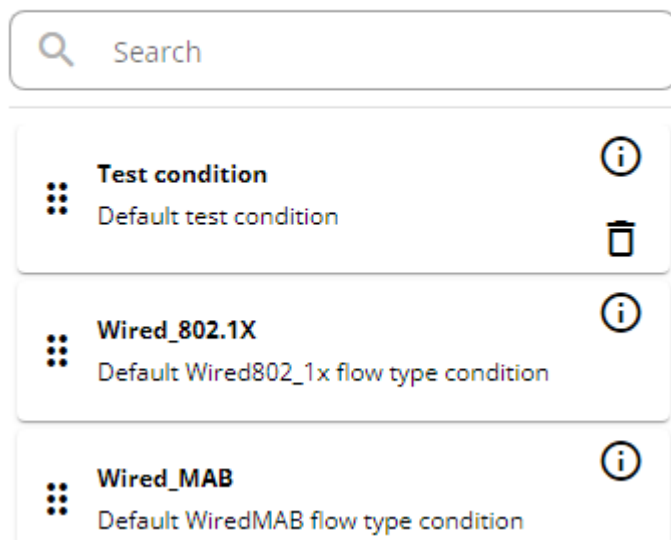 Search
Test condition
Default test condition
Wired_802.1X
Default Wired802_1x flow type condition
Wired_MAB
Default WiredMAB flow type condition